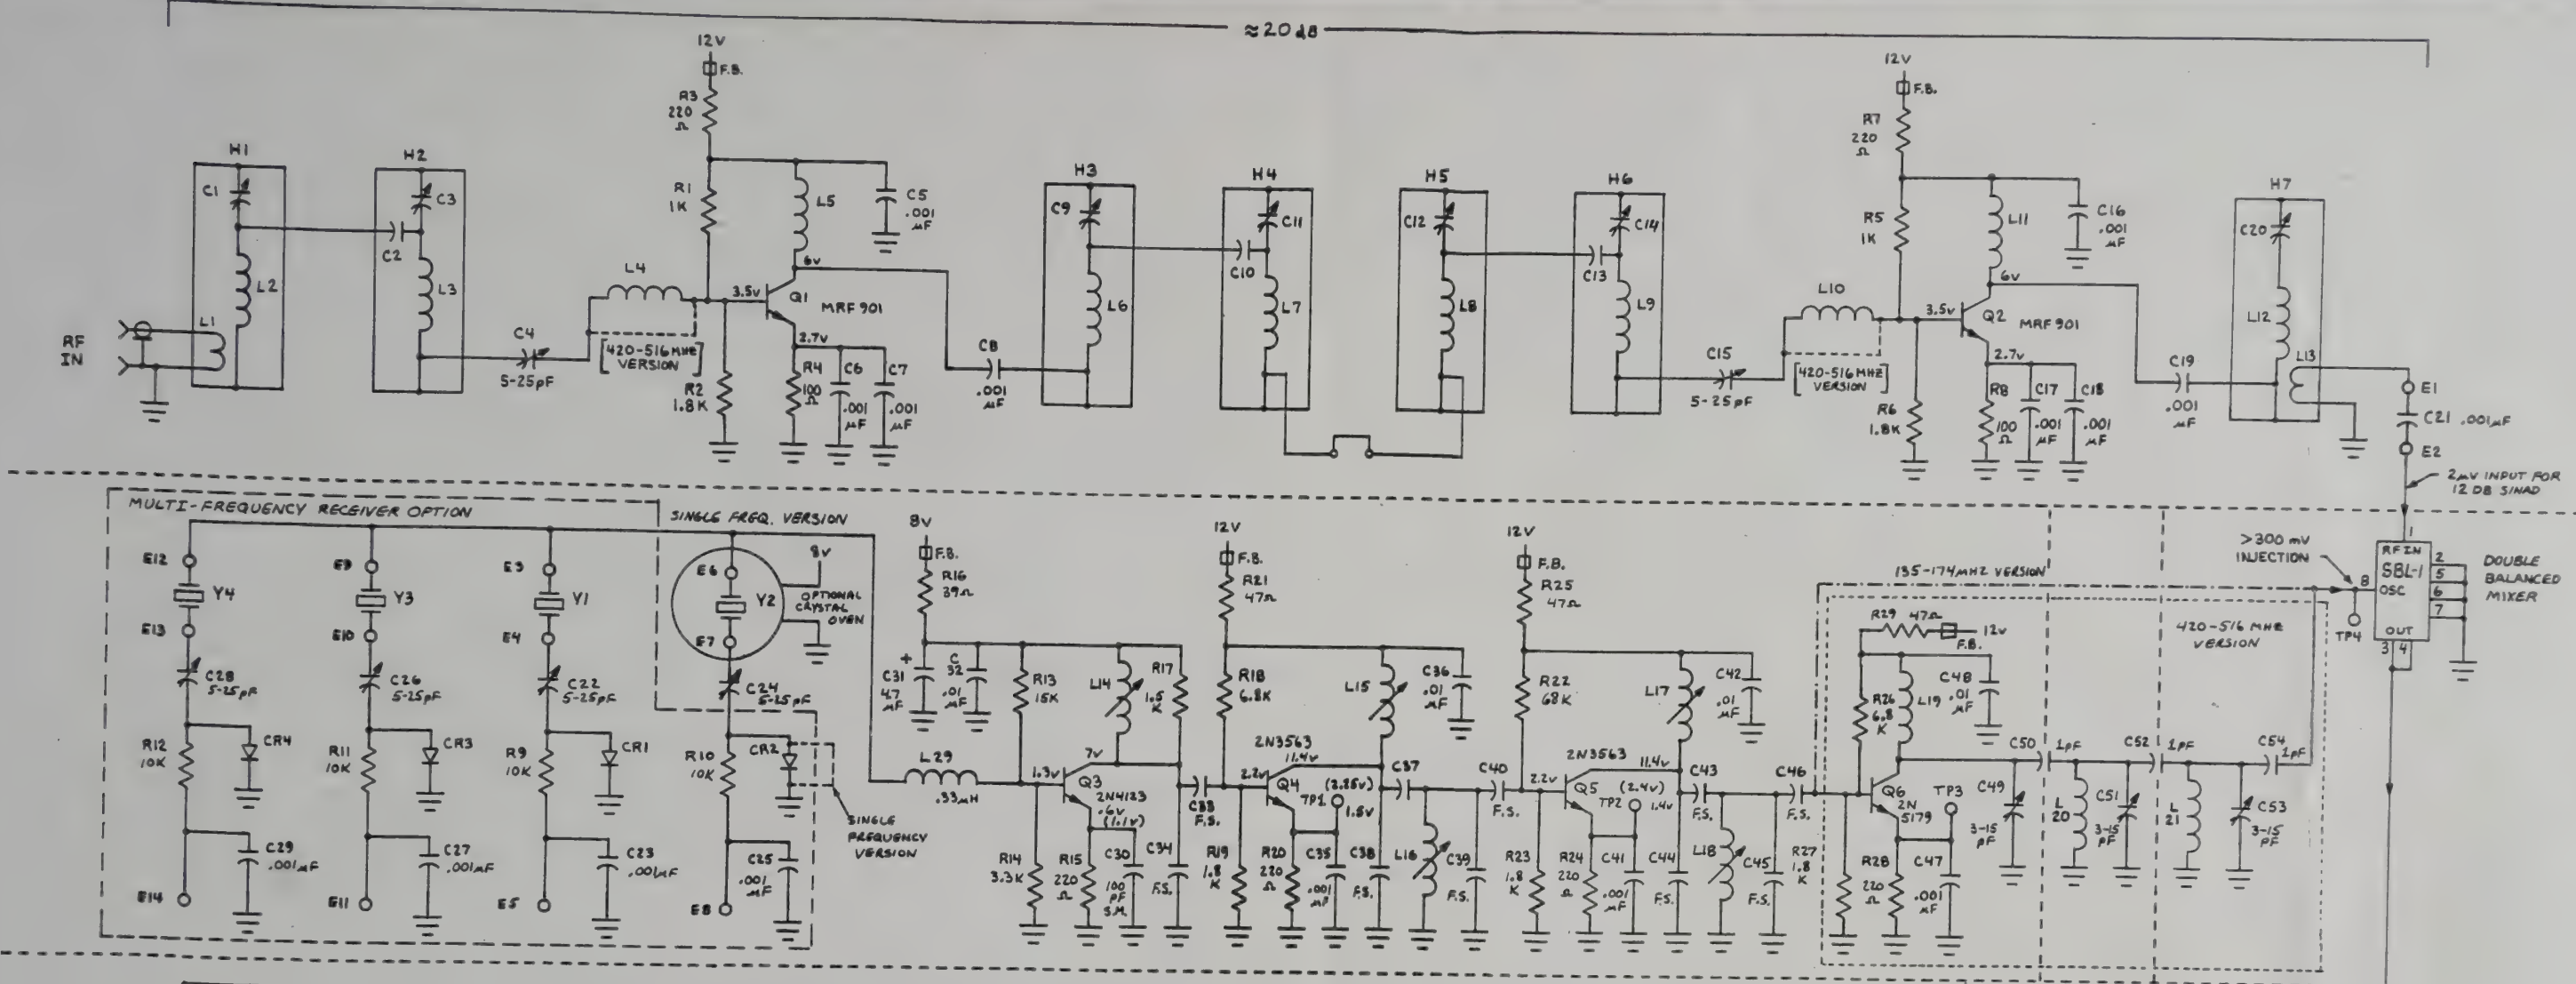 ≈20 dB
12V
F.B.
R3
220
Ω
H1
C1
L2
L1
RF
IN
H2
C3
C2
L3
C4
5-25pF
L4
[420-516MHZ
VERSION]
R1
1K
L5
C5
.001
µF
6V
3.5V
Q1
MRF 901
2.7V
R2
1.8K
R4
100
Ω
C6
.001
µF
C7
.001
µF
C8
.001
µF
H3
C9
L6
H4
C11
C10
L7
H5
C12
L8
H6
C14
C13
L9
C15
5-25pF
L10
[420-516MHZ
VERSION]
12V
F.B.
R7
220
Ω
R5
1K
L11
C16
.001
µF
6V
3.5V
Q2
MRF 901
2.7V
R6
1.8K
R8
100
Ω
C17
.001
µF
C18
.001
µF
C19
.001
µF
H7
C20
L12
L13
E1
C21 .001µF
E2
2µV INPUT FOR
12 DB SINAD
MULTI-FREQUENCY RECEIVER OPTION
E12
Y4
E13
C28
5-25pF
R12
10K
CR4
C29
.001µF
E14
E9
Y3
E10
C26
5-25pF
R11
10K
CR3
C27
.001µF
E11
E3
Y1
E4
C22
5-25pF
R9
10K
CR1
C23
.001µF
E5
SINGLE FREQ. VERSION
8V
E6
Y2
OPTIONAL
CRYSTAL
OVEN
E7
C24
5-25pF
R10
10K
CR2
SINGLE
FREQUENCY
VERSION
C25
.001
µF
E8
8V
F.B.
R16
39Ω
+
C31
4.7
µF
C
32
.01
µF
R13
15K
L14
R17
1.5
K
L29
.33µH
7V
1.3V
Q3
2N4123
.6V
(1.1V)
R14
3.3K
R15
220
Ω
C30
100
pF
S.M.
C34
F.S.
C33
F.S.
12V
F.B.
R21
47Ω
R18
6.8K
L15
C36
.01
µF
2N3563
11.4V
2.2V
Q4
(2.25V)
TP1
1.5V
R19
1.8
K
R20
220
Ω
C35
.001
µF
C38
F.S.
C37
L16
C39
F.S.
C40
F.S.
12V
F.B.
R25
47Ω
R22
68K
L17
C42
.01
µF
2N3563
11.4V
2.2V
Q5
(2.4V)
TP2
1.4V
R23
1.8
K
R24
220
Ω
C41
.001
µF
C44
F.S.
C43
F.S.
L18
C45
F.S.
C46
F.S.
R27
1.8
K
135-174MHZ VERSION
R29 47Ω
12V
F.B.
R26
6.8
K
L19
C48
.01
µF
Q6
2N
5179
TP3
R28
220
Ω
C47
.001
µF
C49
3-15
pF
C50
1pF
L
20
C51
3-15
pF
C52
1pF
L
21
C53
3-15
pF
C54
1pF
420-516 MHZ
VERSION
>300 mV
INJECTION
8
TP4
1
RF IN
SBL-1
OSC
OUT
2
5
6
7
3 4
DOUBLE
BALANCED
MIXER